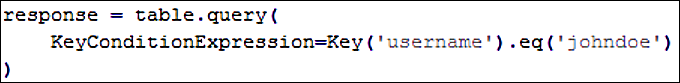 response = table.query(
    KeyConditionExpression=Key('username').eq('johndoe')
)